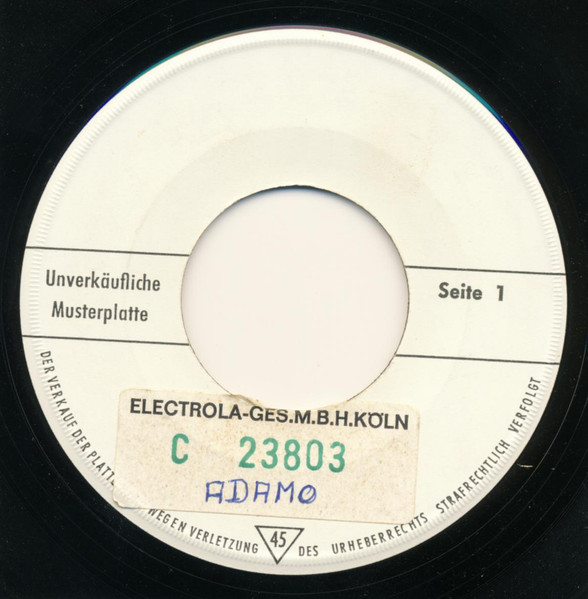 Unverkäufliche
Musterplatte
Seite 1
ELECTROLA-GES.M.B.H.KÖLN
C 23803
ADAMO
DER VERKAUF DER PLATTE WEGEN VERLETZUNG 45 DES URHEBERRECHTS STRAFRECHTLICH VERFOLGT